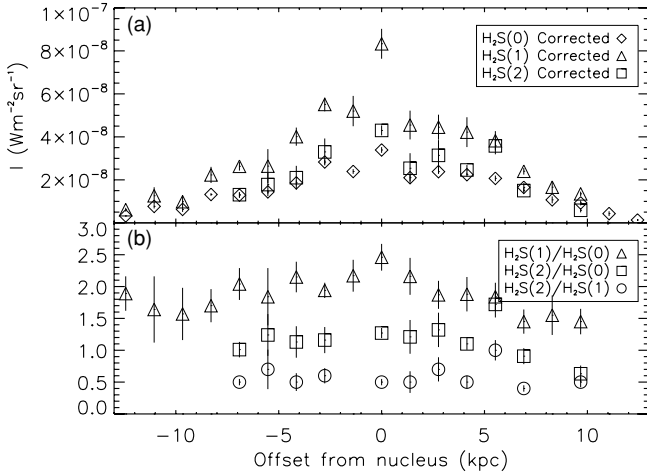 1×10⁻⁷
8×10⁻⁸
6×10⁻⁸
4×10⁻⁸
2×10⁻⁸
I (Wm⁻²sr⁻¹)
(a)
H₂S(0) Corrected
H₂S(1) Corrected
H₂S(2) Corrected
3.0
2.5
2.0
1.5
1.0
0.5
0.0
(b)
H₂S(1)/H₂S(0)
H₂S(2)/H₂S(0)
H₂S(2)/H₂S(1)
−10 −5 0 5 10
Offset from nucleus (kpc)